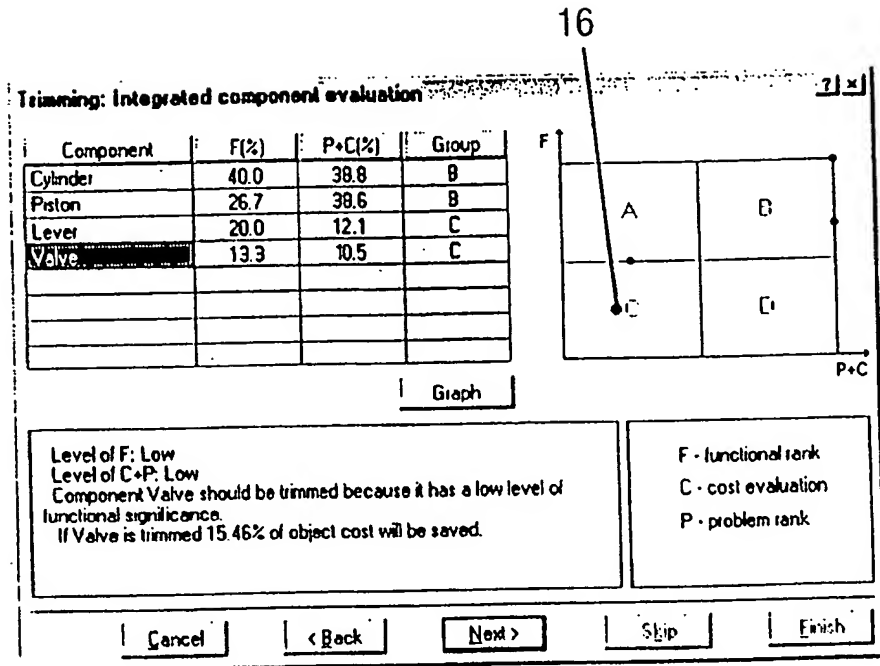 16
Trimming: Integrated component evaluation ? x
Component F(%) P+C(%) Group
Cylinder 40.0 38.8 B
Piston 26.7 38.6 B
Lever 20.0 12.1 C
Valve 13.3 10.5 C
Graph
F
A B
C D
P+C
Level of F: Low
Level of C+P: Low
Component Valve should be trimmed because it has a low level of
functional significance.
If Valve is trimmed 15.46% of object cost will be saved.
F - functional rank
C - cost evaluation
P - problem rank
Cancel < Back Next > Skip Finish